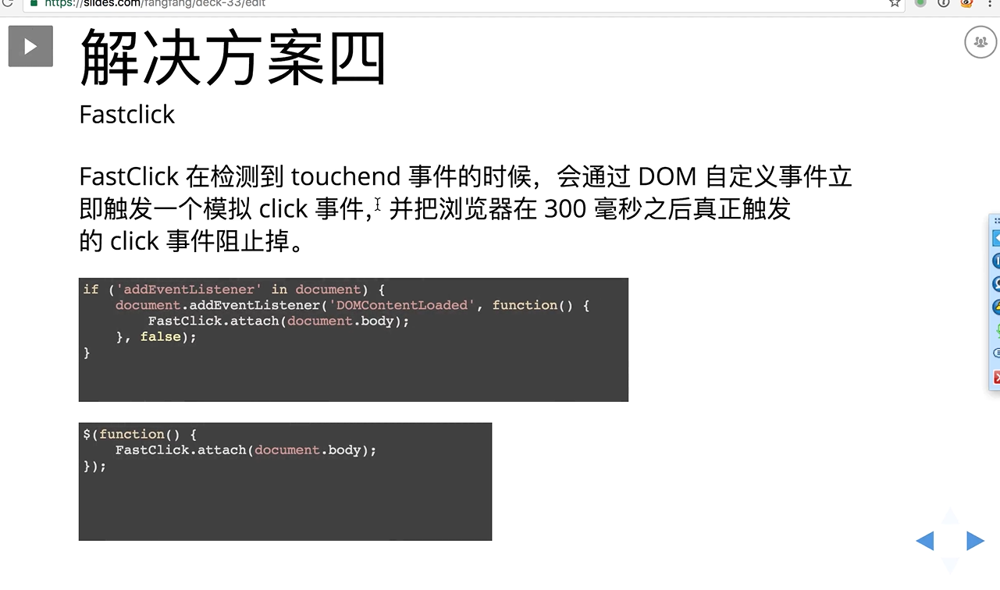 https://slides.com/fangfang/deck-33/edit
解决方案四
Fastclick
FastClick 在检测到 touchend 事件的时候，会通过 DOM 自定义事件立
即触发一个模拟 click 事件，并把浏览器在 300 毫秒之后真正触发
的 click 事件阻止掉。
if ('addEventListener' in document) {
    document.addEventListener('DOMContentLoaded', function() {
        FastClick.attach(document.body);
    }, false);
}
$(function() {
    FastClick.attach(document.body);
});